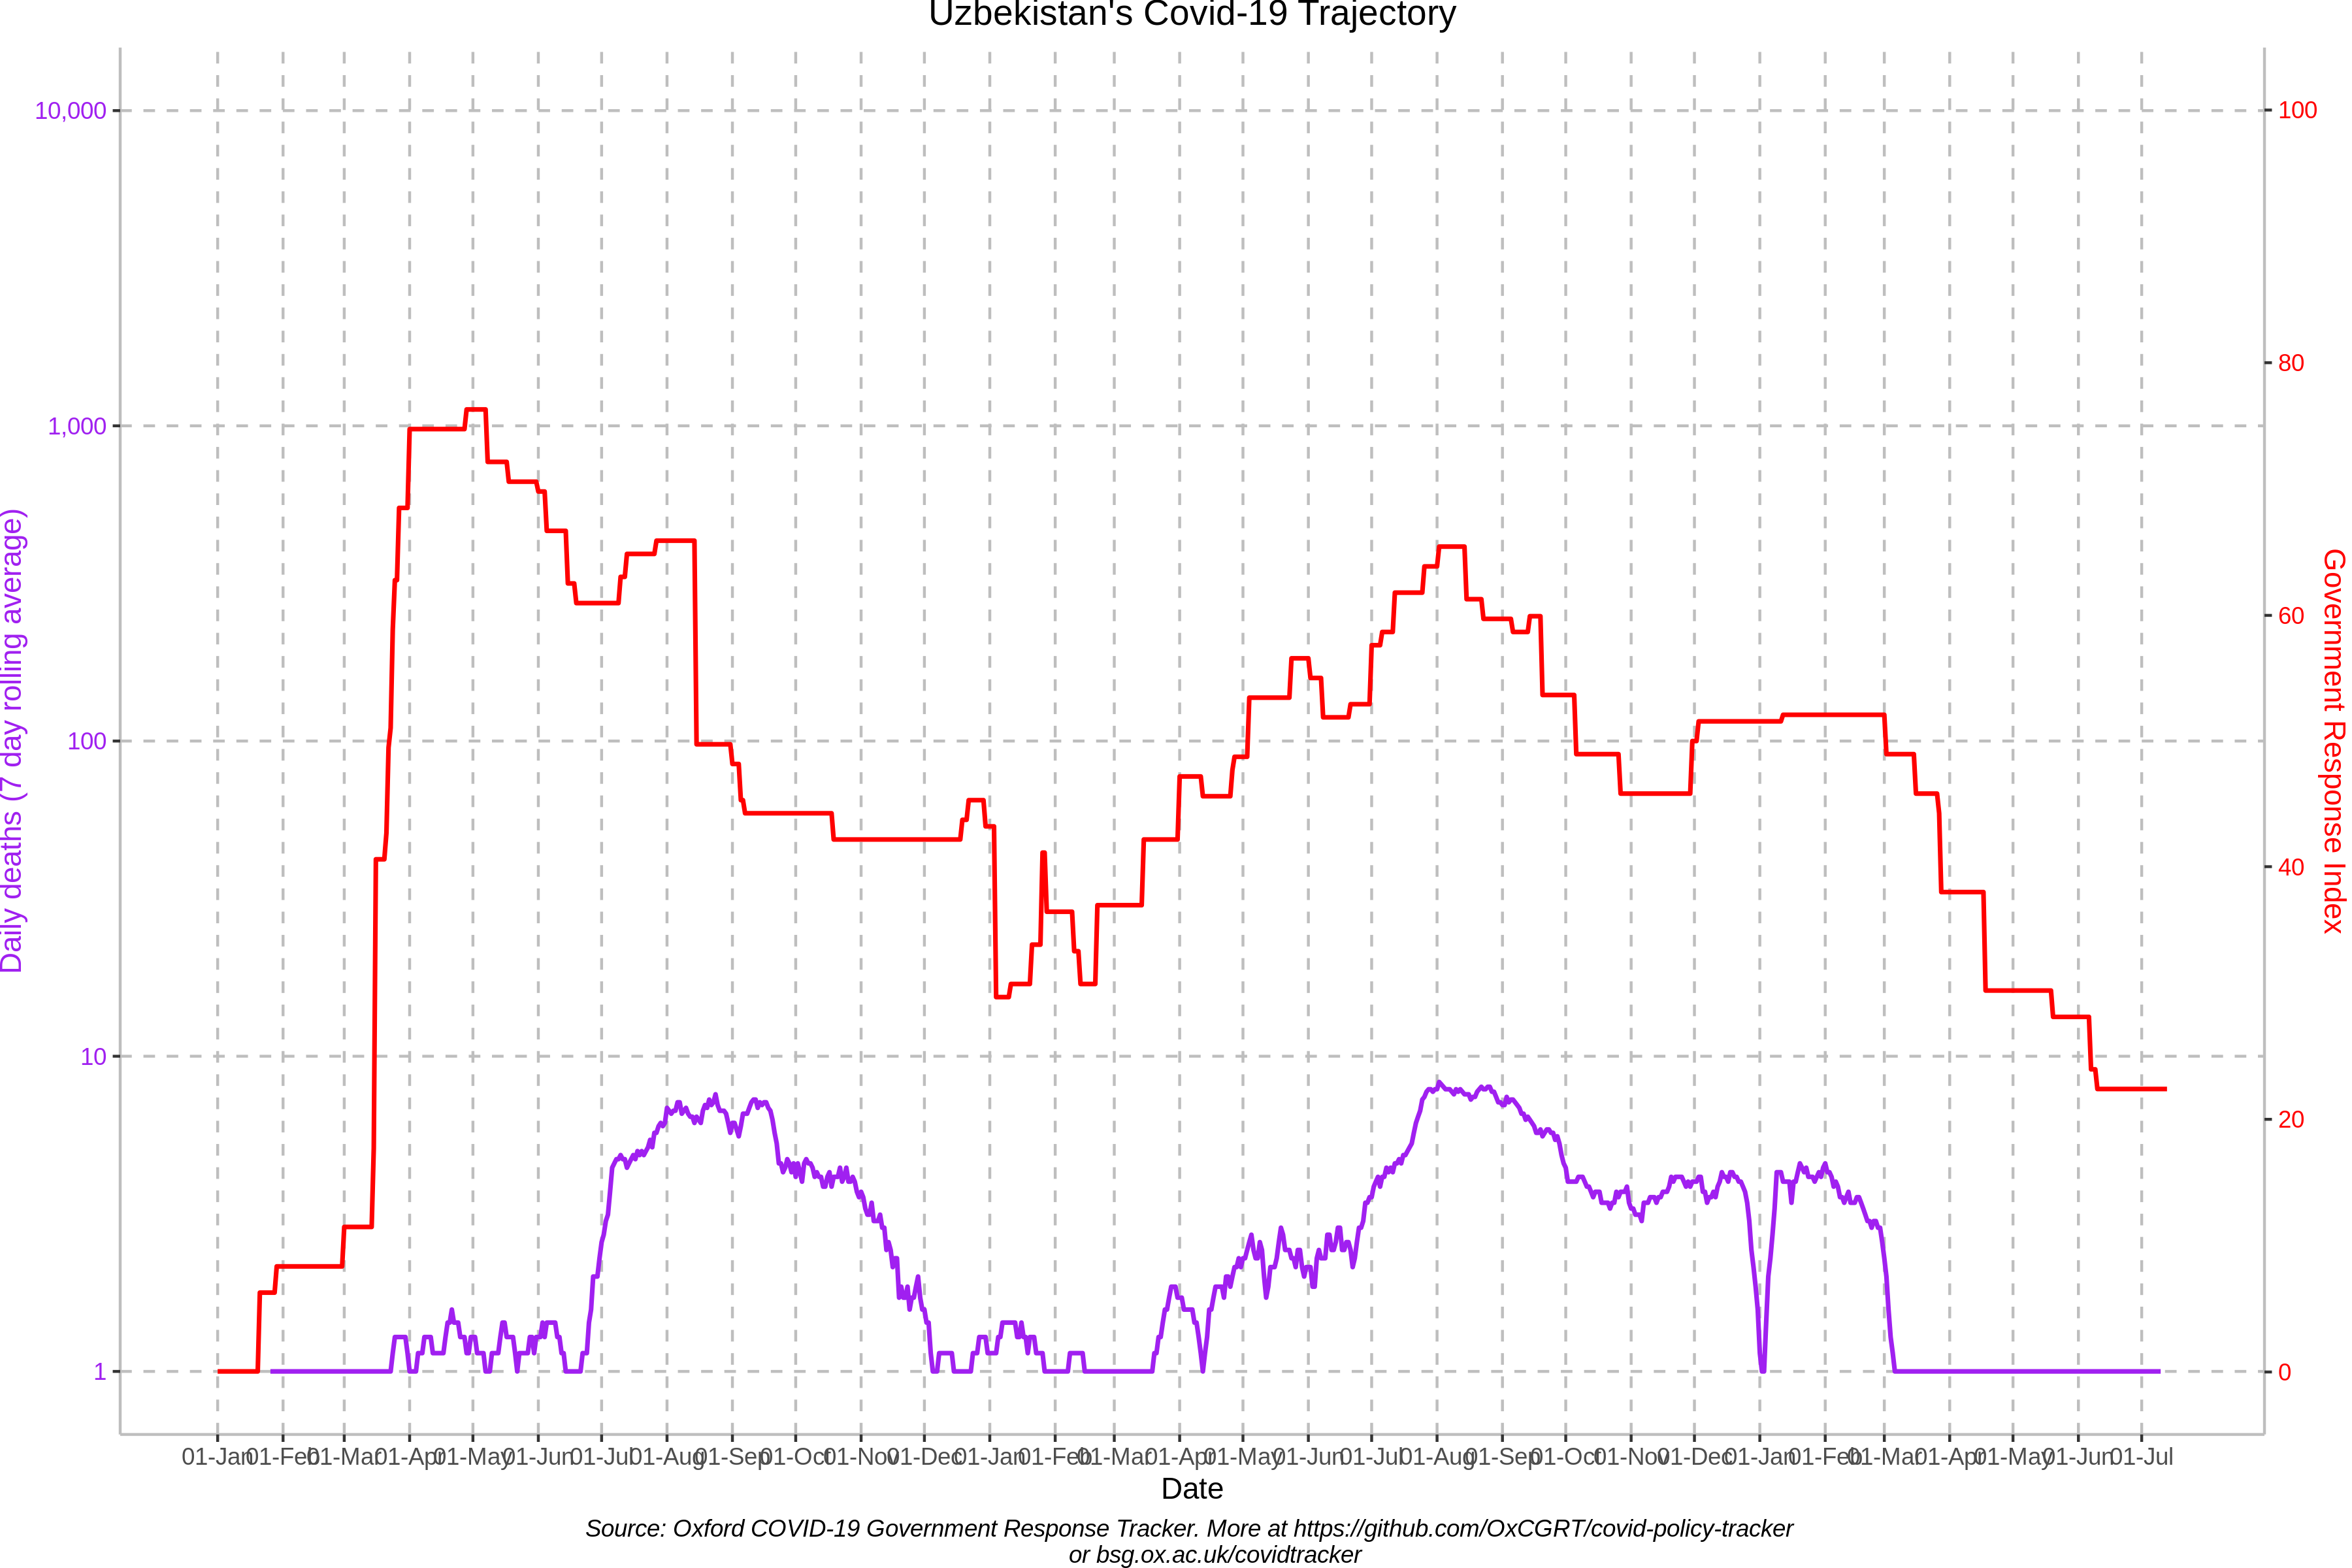 Uzbekistan's Covid-19 Trajectory
10,000
1,000
100
10
1
Daily deaths (7 day rolling average)
100
80
60
40
20
0
Government Response Index
01-Jan 01-Feb 01-Mar 01-Apr 01-May 01-Jun 01-Jul 01-Aug 01-Sep 01-Oct 01-Nov 01-Dec 01-Jan 01-Feb 01-Mar 01-Apr 01-May 01-Jun 01-Jul 01-Aug 01-Sep 01-Oct 01-Nov 01-Dec 01-Jan 01-Feb 01-Mar 01-Apr 01-May 01-Jun 01-Jul
Date
Source: Oxford COVID-19 Government Response Tracker. More at https://github.com/OxCGRT/covid-policy-tracker
or bsg.ox.ac.uk/covidtracker